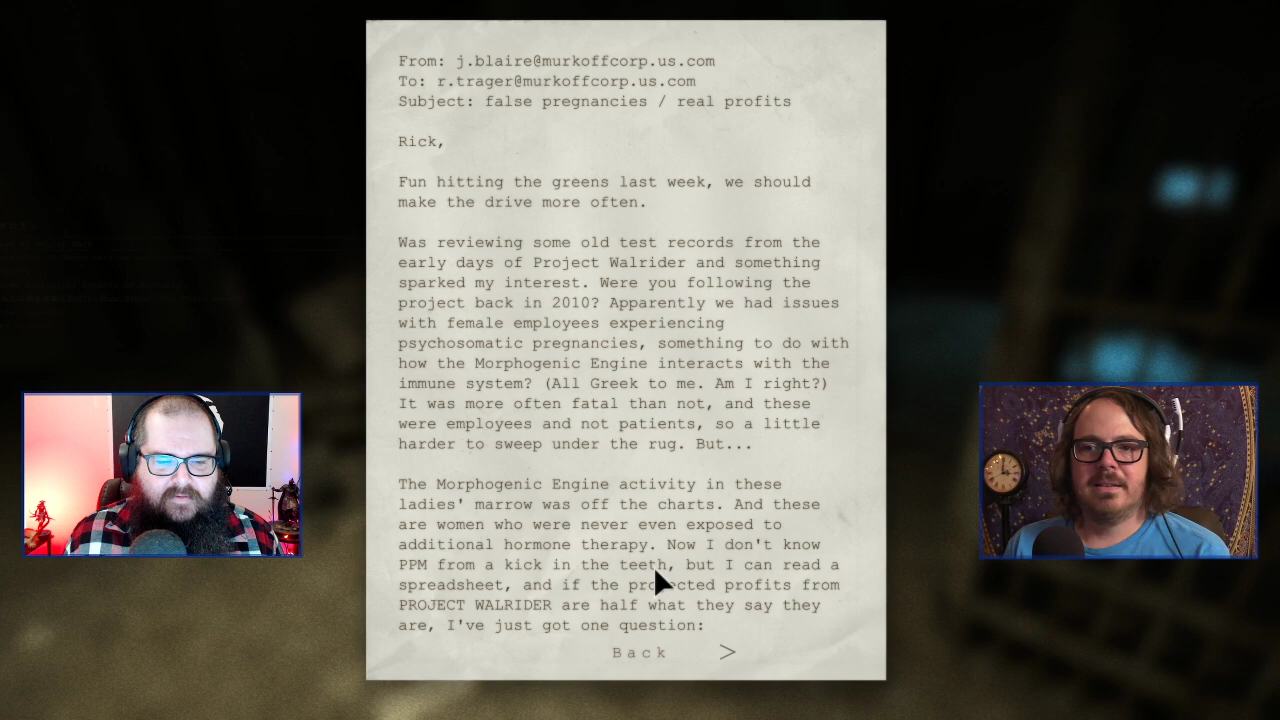 From: j.blaire@murkoffcorp.us.com
To: r.trager@murkoffcorp.us.com
Subject: false pregnancies / real profits
Rick,
Fun hitting the greens last week, we should
make the drive more often.
Was reviewing some old test records from the
early days of Project Walrider and something
sparked my interest. Were you following the
project back in 2010? Apparently we had issues
with female employees experiencing
psychosomatic pregnancies, something to do with
how the Morphogenic Engine interacts with the
immune system? (All Greek to me. Am I right?)
It was more often fatal than not, and these
were employees and not patients, so a little
harder to sweep under the rug. But...
The Morphogenic Engine activity in these
ladies' marrow was off the charts. And these
are women who were never even exposed to
additional hormone therapy. Now I don't know
PPM from a kick in the teeth, but I can read a
spreadsheet, and if the projected profits from
PROJECT WALRIDER are half what they say they
are, I've just got one question:
Back >